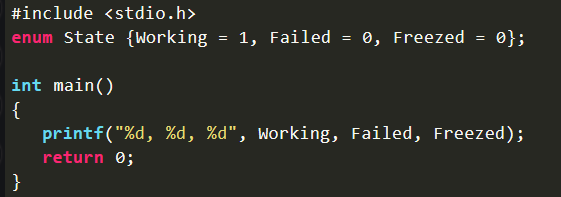 #include <stdio.h>
enum State {Working = 1, Failed = 0, Freezed = 0};
int main()
{
printf("%d, %d, %d", Working, Failed, Freezed);
return 0;
}